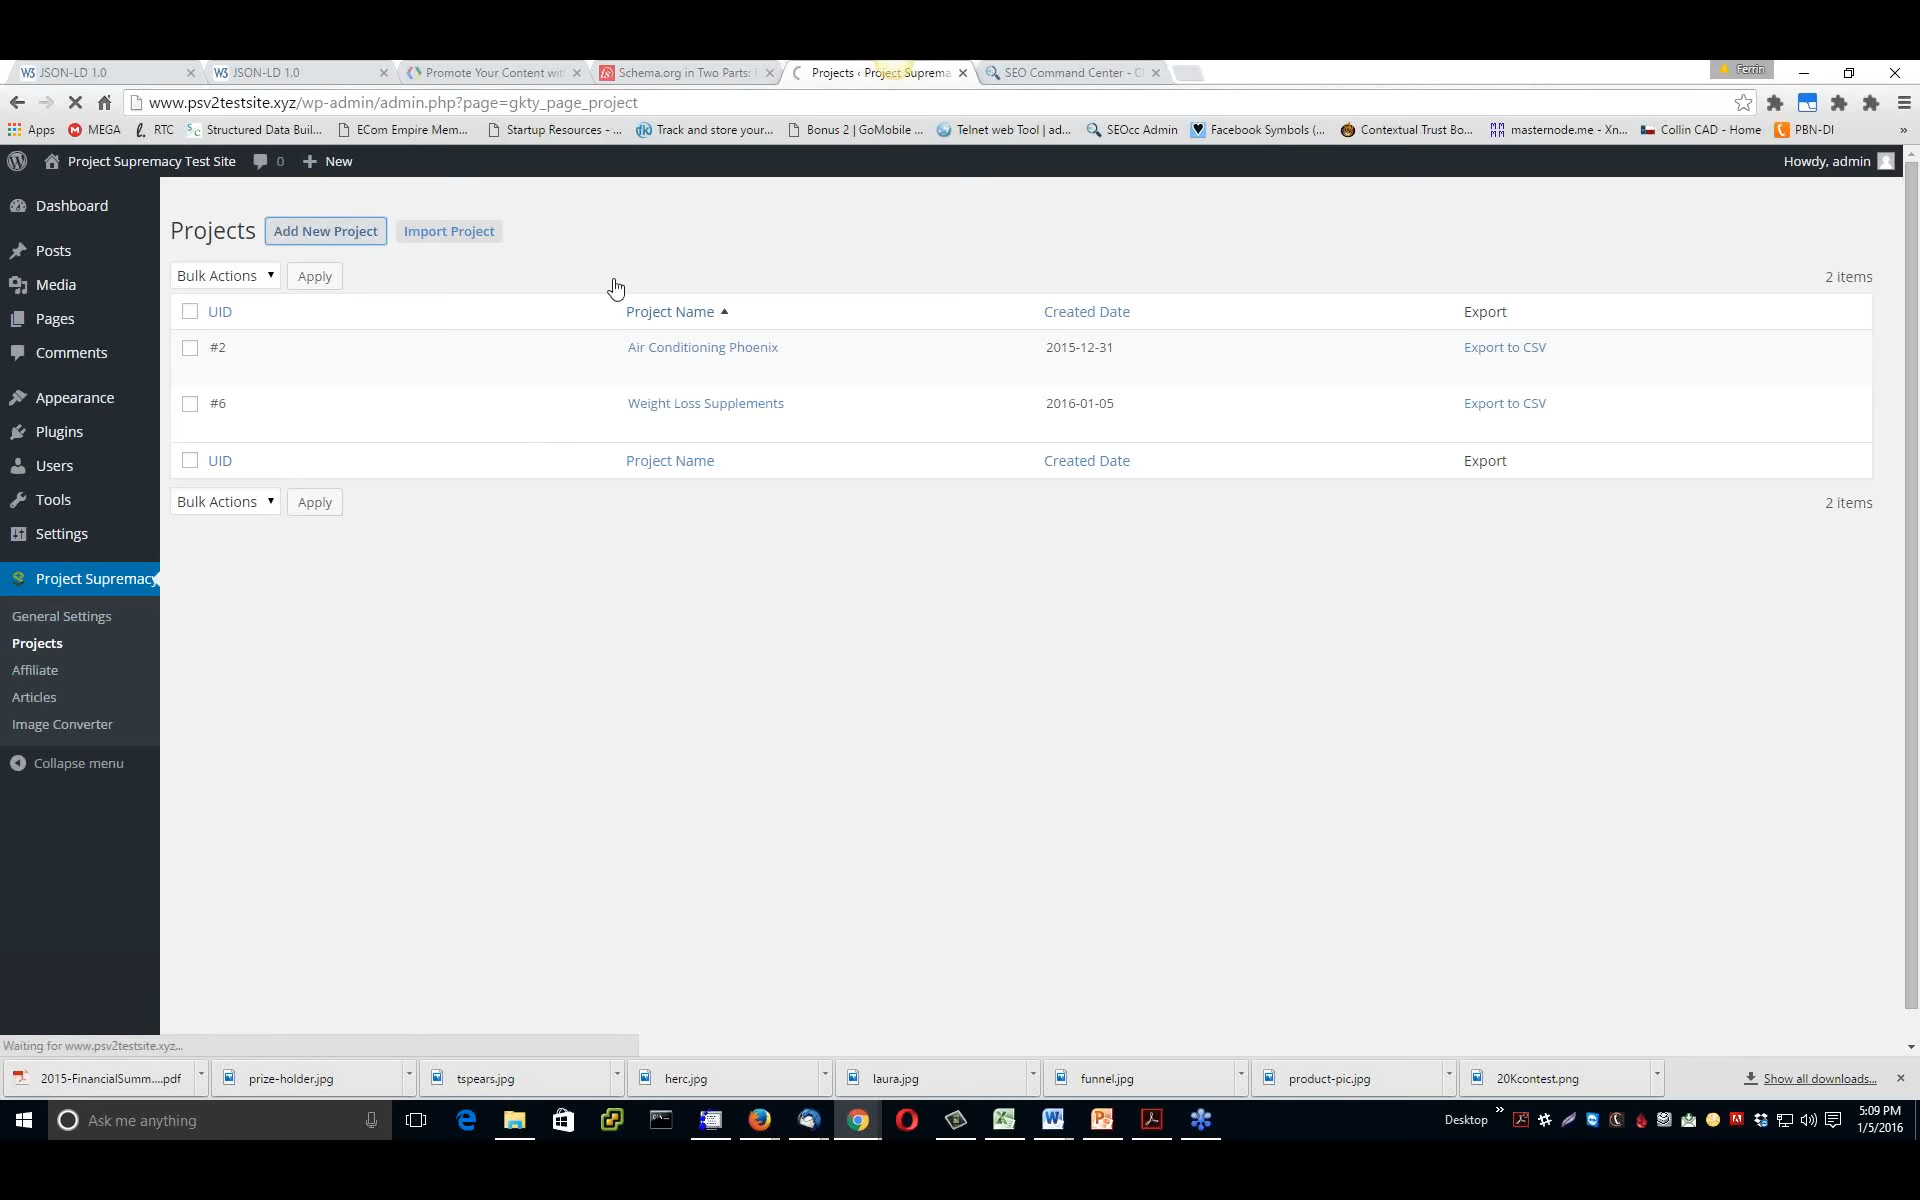 JSON-LD 1.0
JSON-LD 1.0
Promote Your Content wit
Schema.org in Two Parts:
Projects ‹ Project Suprema
SEO Command Center - C
Ferrin
www.psv2testsite.xyz/wp-admin/admin.php?page=gkty_page_project
Apps
MEGA
RTC
Structured Data Buil...
ECom Empire Mem...
Startup Resources - ...
Track and store your...
Bonus 2 | GoMobile ...
Telnet web Tool | ad...
SEOcc Admin
Facebook Symbols (...
Contextual Trust Bo...
masternode.me - Xn...
Collin CAD - Home
PBN-DI
»
Project Supremacy Test Site
0
New
Howdy, admin
Dashboard
Posts
Media
Pages
Comments
Appearance
Plugins
Users
Tools
Settings
Project Supremacy
General Settings
Projects
Affiliate
Articles
Image Converter
Collapse menu
Projects
Add New Project
Import Project
Bulk Actions
Apply
2 items
UID
Project Name
Created Date
Export
#2
Air Conditioning Phoenix
2015-12-31
Export to CSV
#6
Weight Loss Supplements
2016-01-05
Export to CSV
UID
Project Name
Created Date
Export
Bulk Actions
Apply
2 items
Waiting for www.psv2testsite.xyz...
2015-FinancialSumm....pdf
prize-holder.jpg
tspears.jpg
herc.jpg
laura.jpg
funnel.jpg
product-pic.jpg
20Kcontest.png
Show all downloads...
Ask me anything
Desktop
»
5:09 PM
1/5/2016